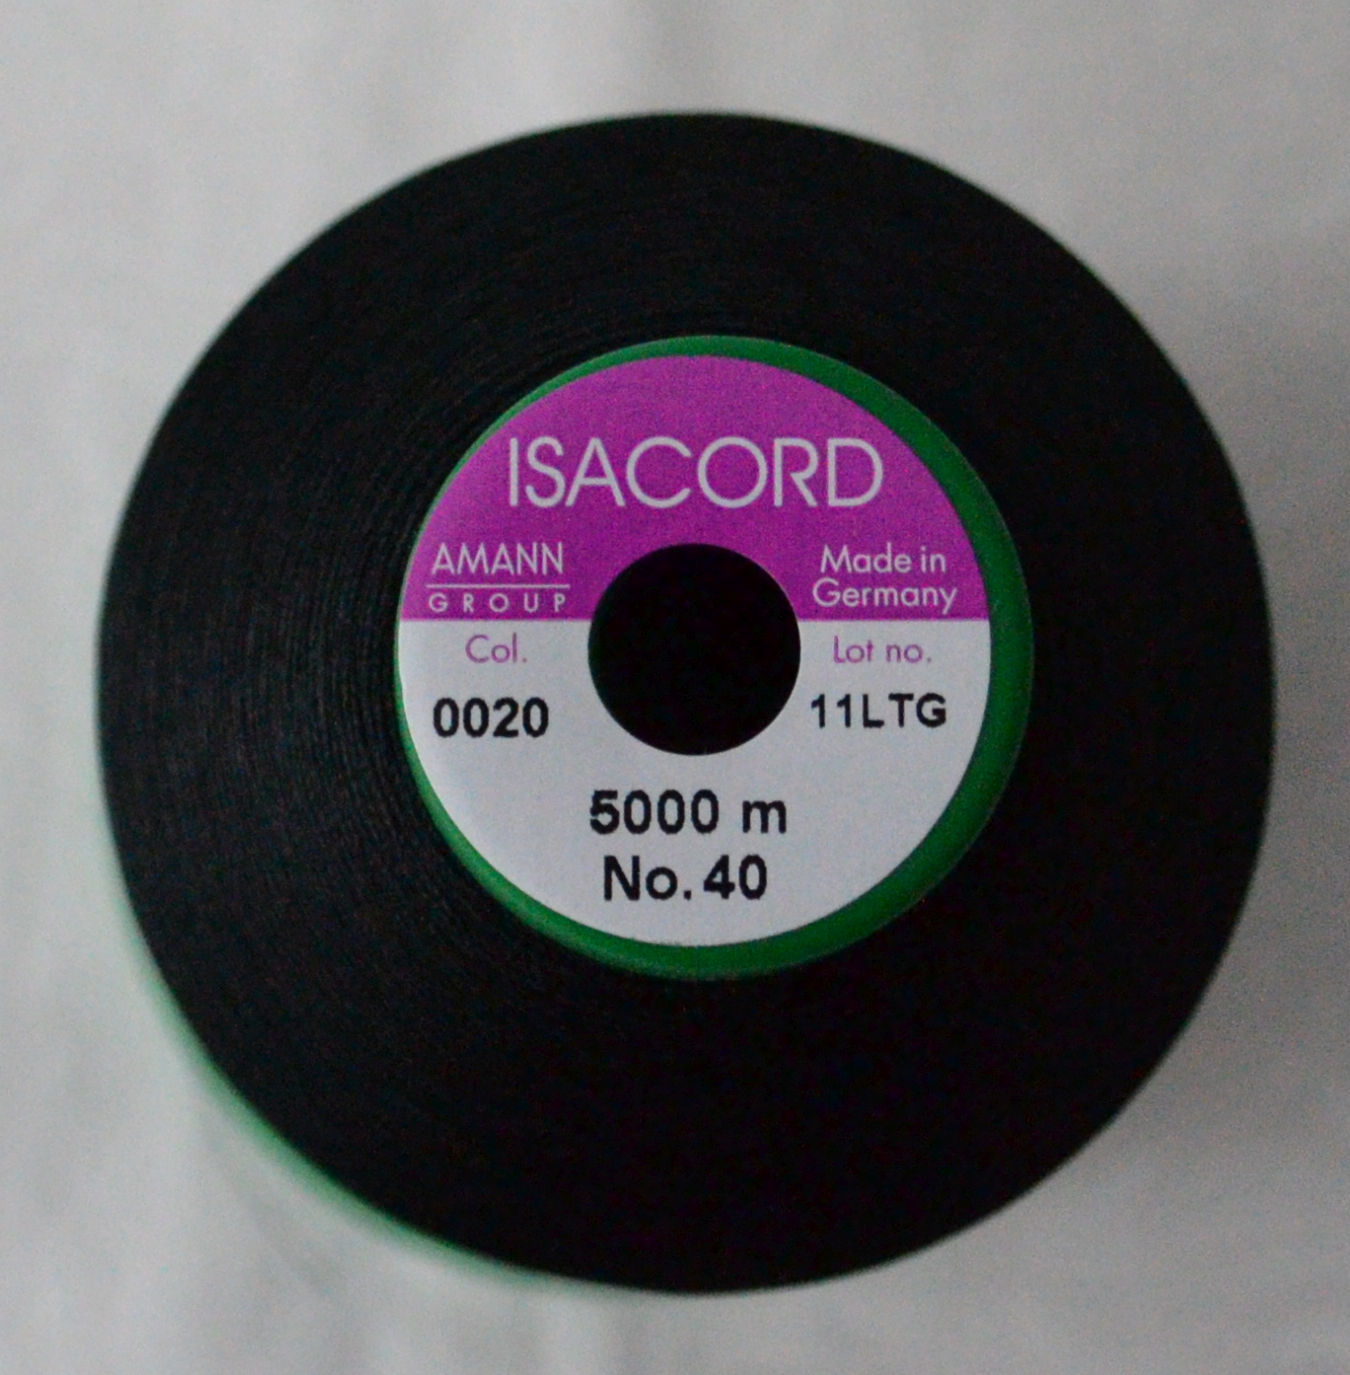 ISACORD
AMANN
GROUP
Made in
Germany
Col.
Lot no.
0020
11LTG
5000 m
No. 40